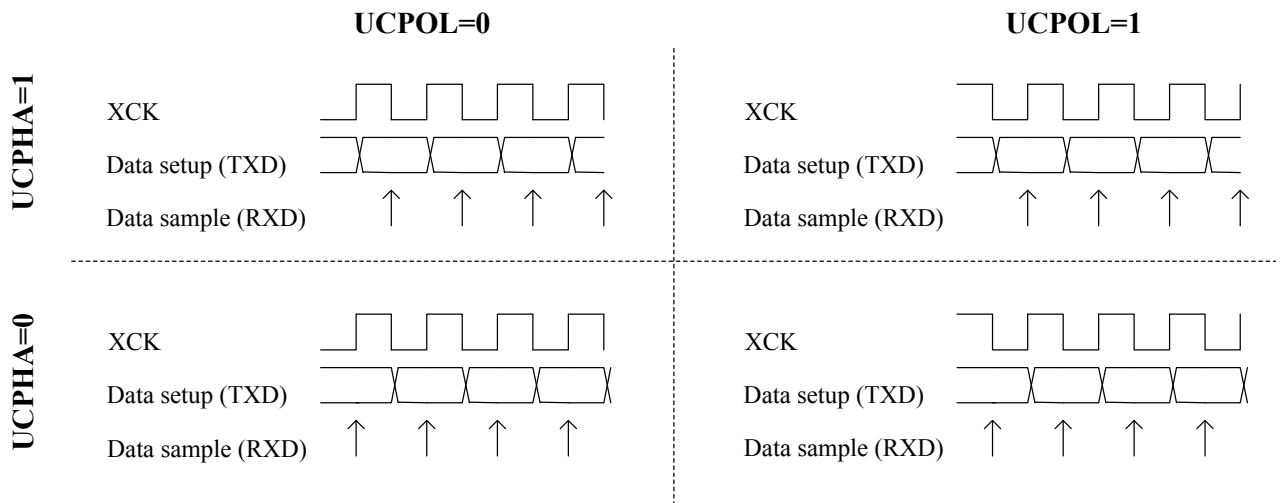 UCPOL=0
UCPOL=1
UCPHA=1
XCK
Data setup (TXD)
Data sample (RXD)
XCK
Data setup (TXD)
Data sample (RXD)
UCPHA=0
XCK
Data setup (TXD)
Data sample (RXD)
XCK
Data setup (TXD)
Data sample (RXD)